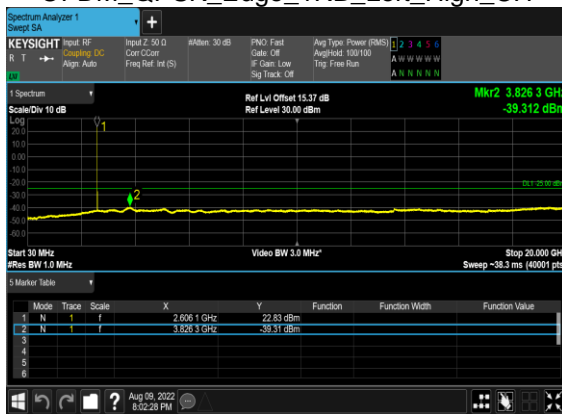 Spectrum Analyzer 1
Swept SA
KEYSIGHT
R T
Input: RF
Coupling: DC
Align: Auto
Input Z: 50 Ω
Corr CCorr
Freq Ref: Int (S)
#Atten: 30 dB
PNO: Fast
Gate: Off
IF Gain: Low
Sig Track: Off
Avg Type: Power (RMS)
Avg|Hold: 100/100
Trig: Free Run
1 2 3 4 5 6
A W W W W W
A N N N N N
1 Spectrum
Scale/Div 10 dB
Ref Lvl Offset 15.37 dB
Ref Level 30.00 dBm
Mkr2 3.826 3 GHz
-39.312 dBm
Log
20.0
10.0
0.00
-10.0
-20.0
-30.0
-40.0
-50.0
-60.0
1
2
Start 30 MHz
#Res BW 1.0 MHz
Video BW 3.0 MHz*
Stop 20.000 GH
Sweep ~38.3 ms (40001 pts
5 Marker Table
Mode Trace Scale X Y Function Function Width Function Value
1 N 1 f 2.606 1 GHz 22.83 dBm
2 N 1 f 3.826 3 GHz -39.31 dBm
3
4
5
6
Aug 09, 2022
8:02:28 PM